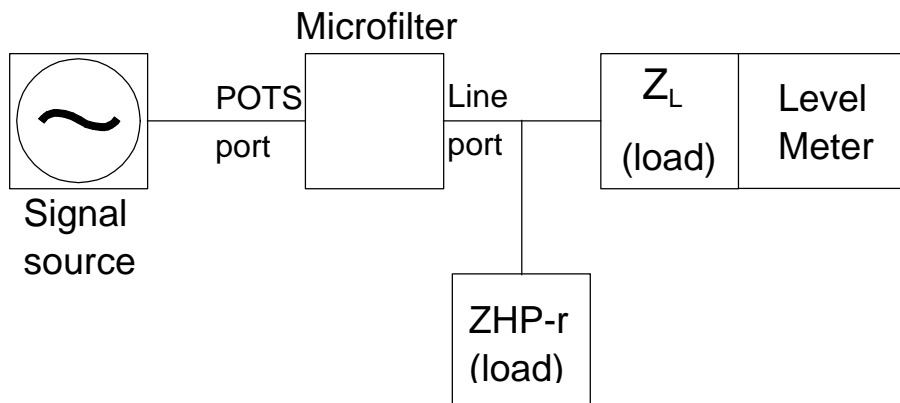 Microfilter
POTS
port
Line
port
Z_L
(load)
Level
Meter
Signal
source
ZHP-r
(load)